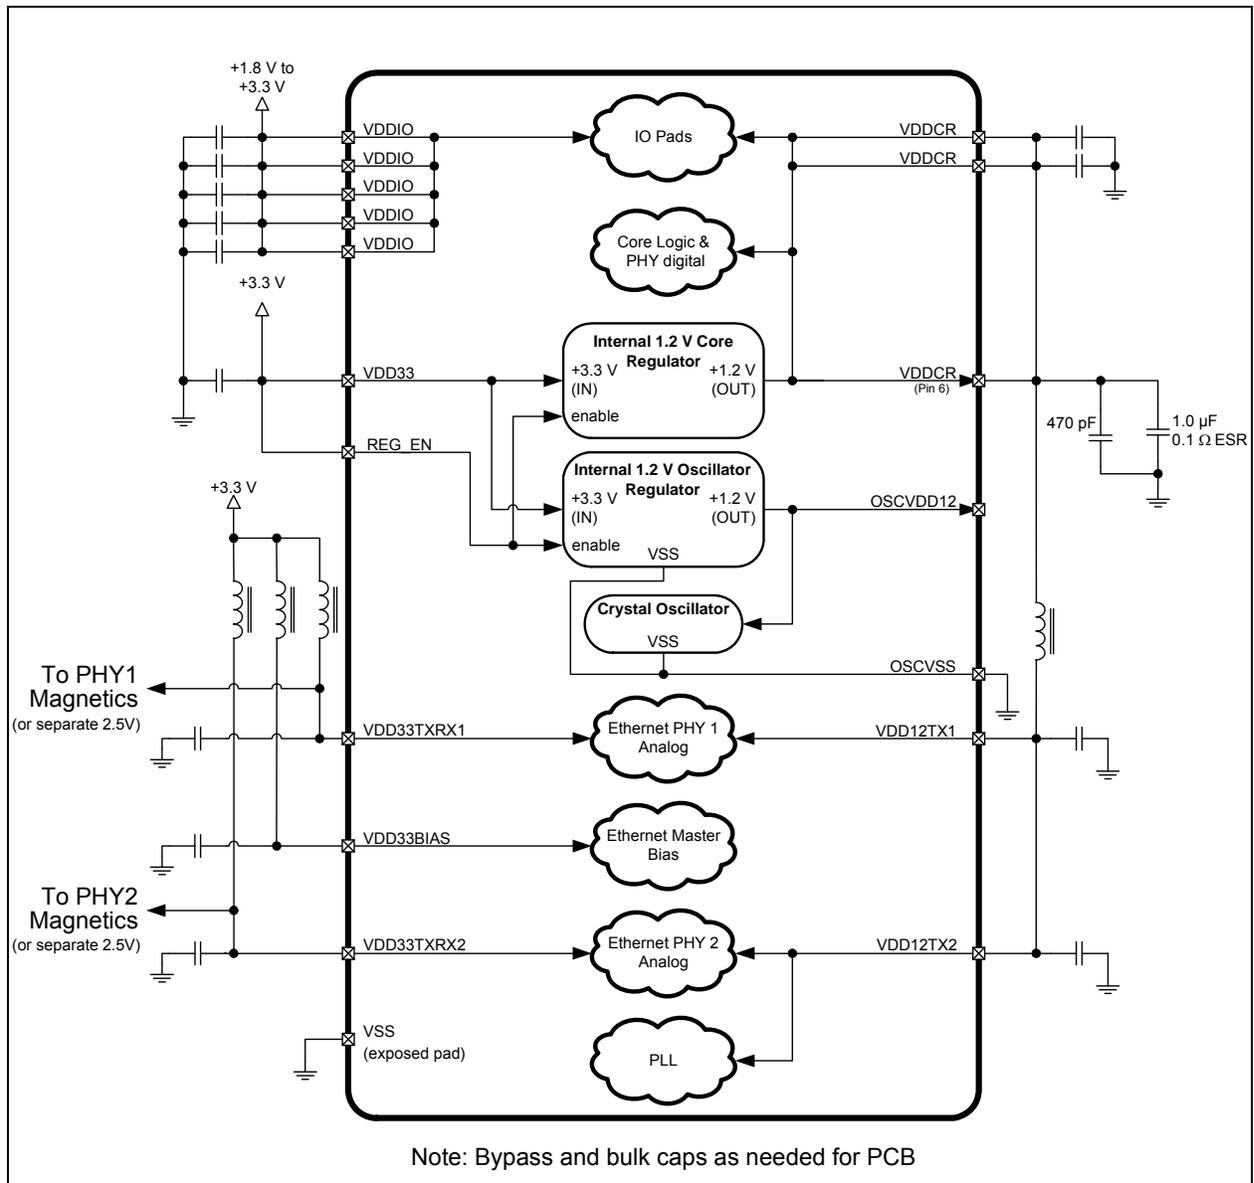 +1.8 V to
+3.3 V
VDDIO
VDDIO
VDDIO
VDDIO
VDDIO
IO Pads
VDDCR
VDDCR
Core Logic &
PHY digital
+3.3 V
VDD33
REG_EN
Internal 1.2 V Core
Regulator
+3.3 V
(IN)
+1.2 V
(OUT)
enable
VDDCR
(Pin 6)
470 pF
1.0 µF
0.1 Ω ESR
Internal 1.2 V Oscillator
Regulator
+3.3 V
(IN)
+1.2 V
(OUT)
enable
VSS
OSCVDD12
+3.3 V
Crystal Oscillator
VSS
OSCVSS
To PHY1
Magnetics
(or separate 2.5V)
VDD33TXRX1
Ethernet PHY 1
Analog
VDD12TX1
VDD33BIAS
Ethernet Master
Bias
To PHY2
Magnetics
(or separate 2.5V)
VDD33TXRX2
Ethernet PHY 2
Analog
VDD12TX2
VSS
(exposed pad)
PLL
Note: Bypass and bulk caps as needed for PCB